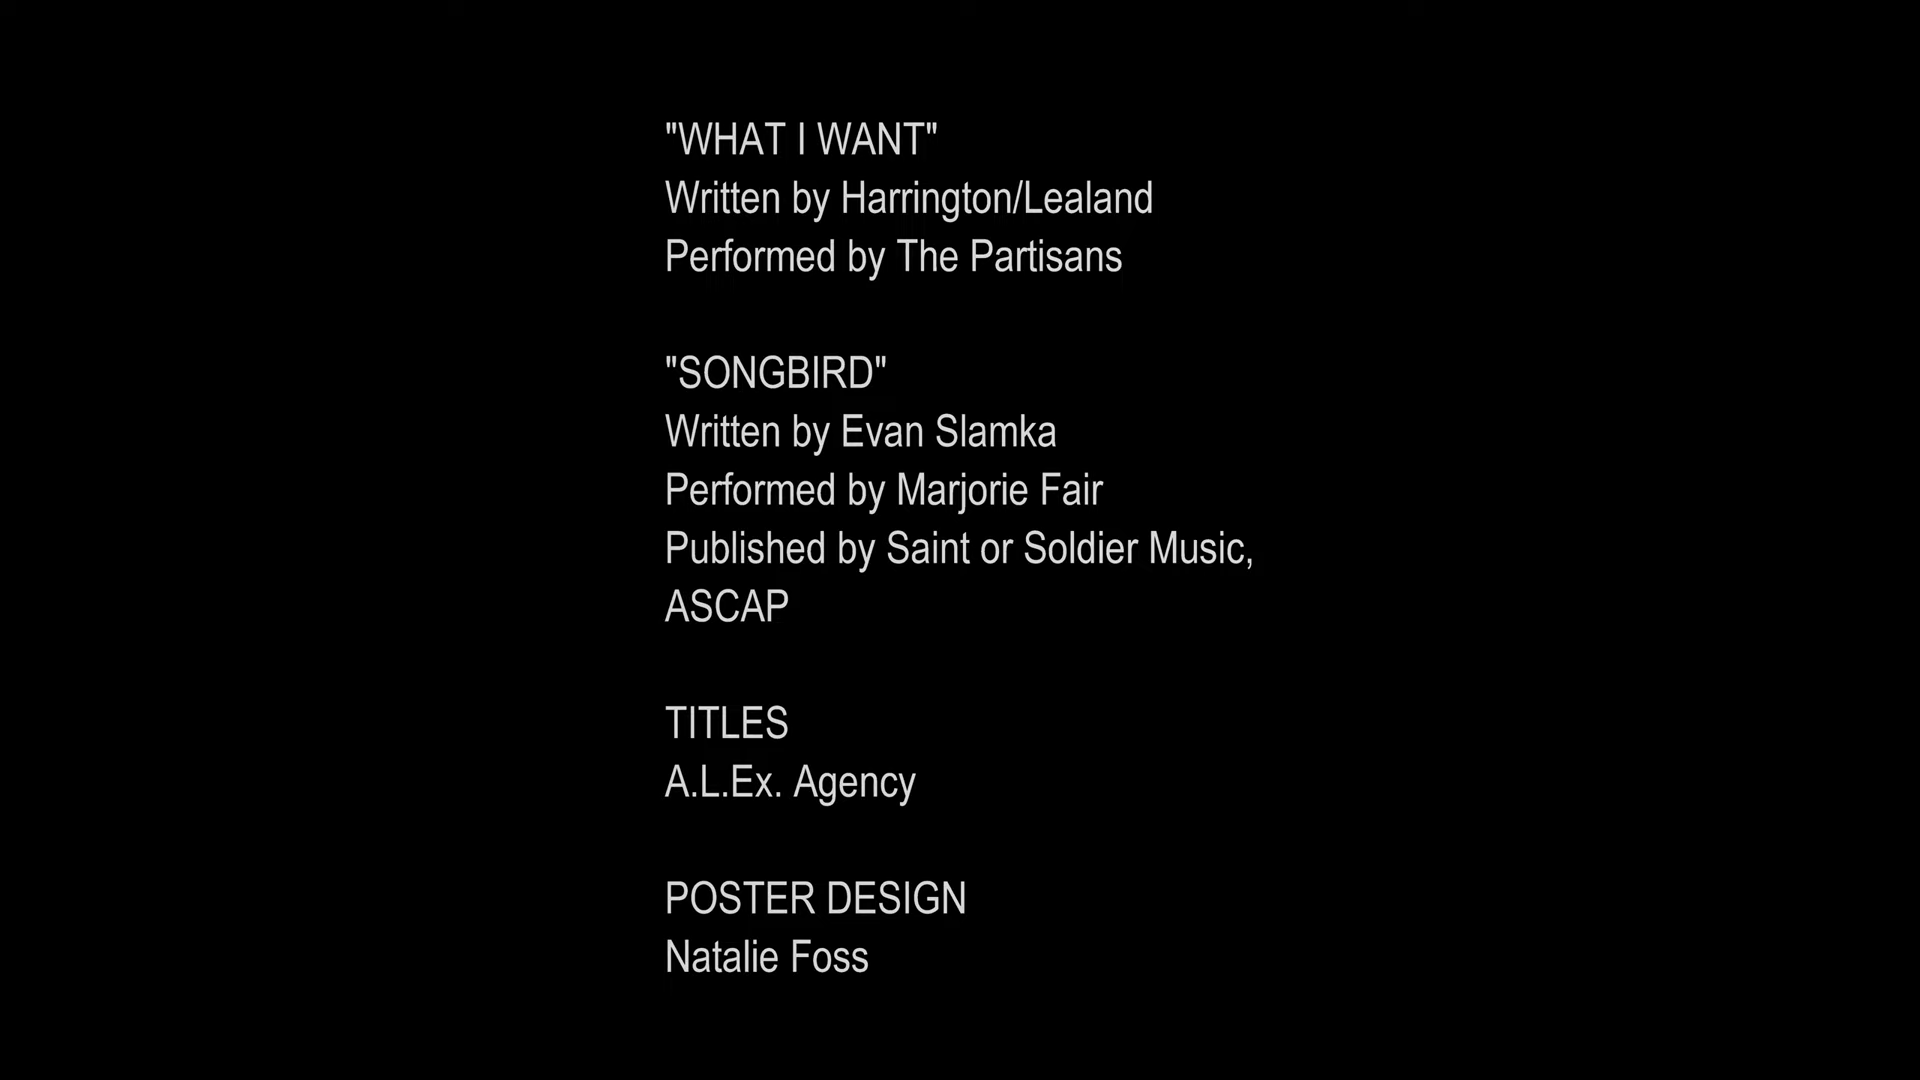 "WHAT I WANT"
Written by Harrington/Lealand
Performed by The Partisans
"SONGBIRD"
Written by Evan Slamka
Performed by Marjorie Fair
Published by Saint or Soldier Music,
ASCAP
TITLES
A.L.Ex. Agency
POSTER DESIGN
Natalie Foss